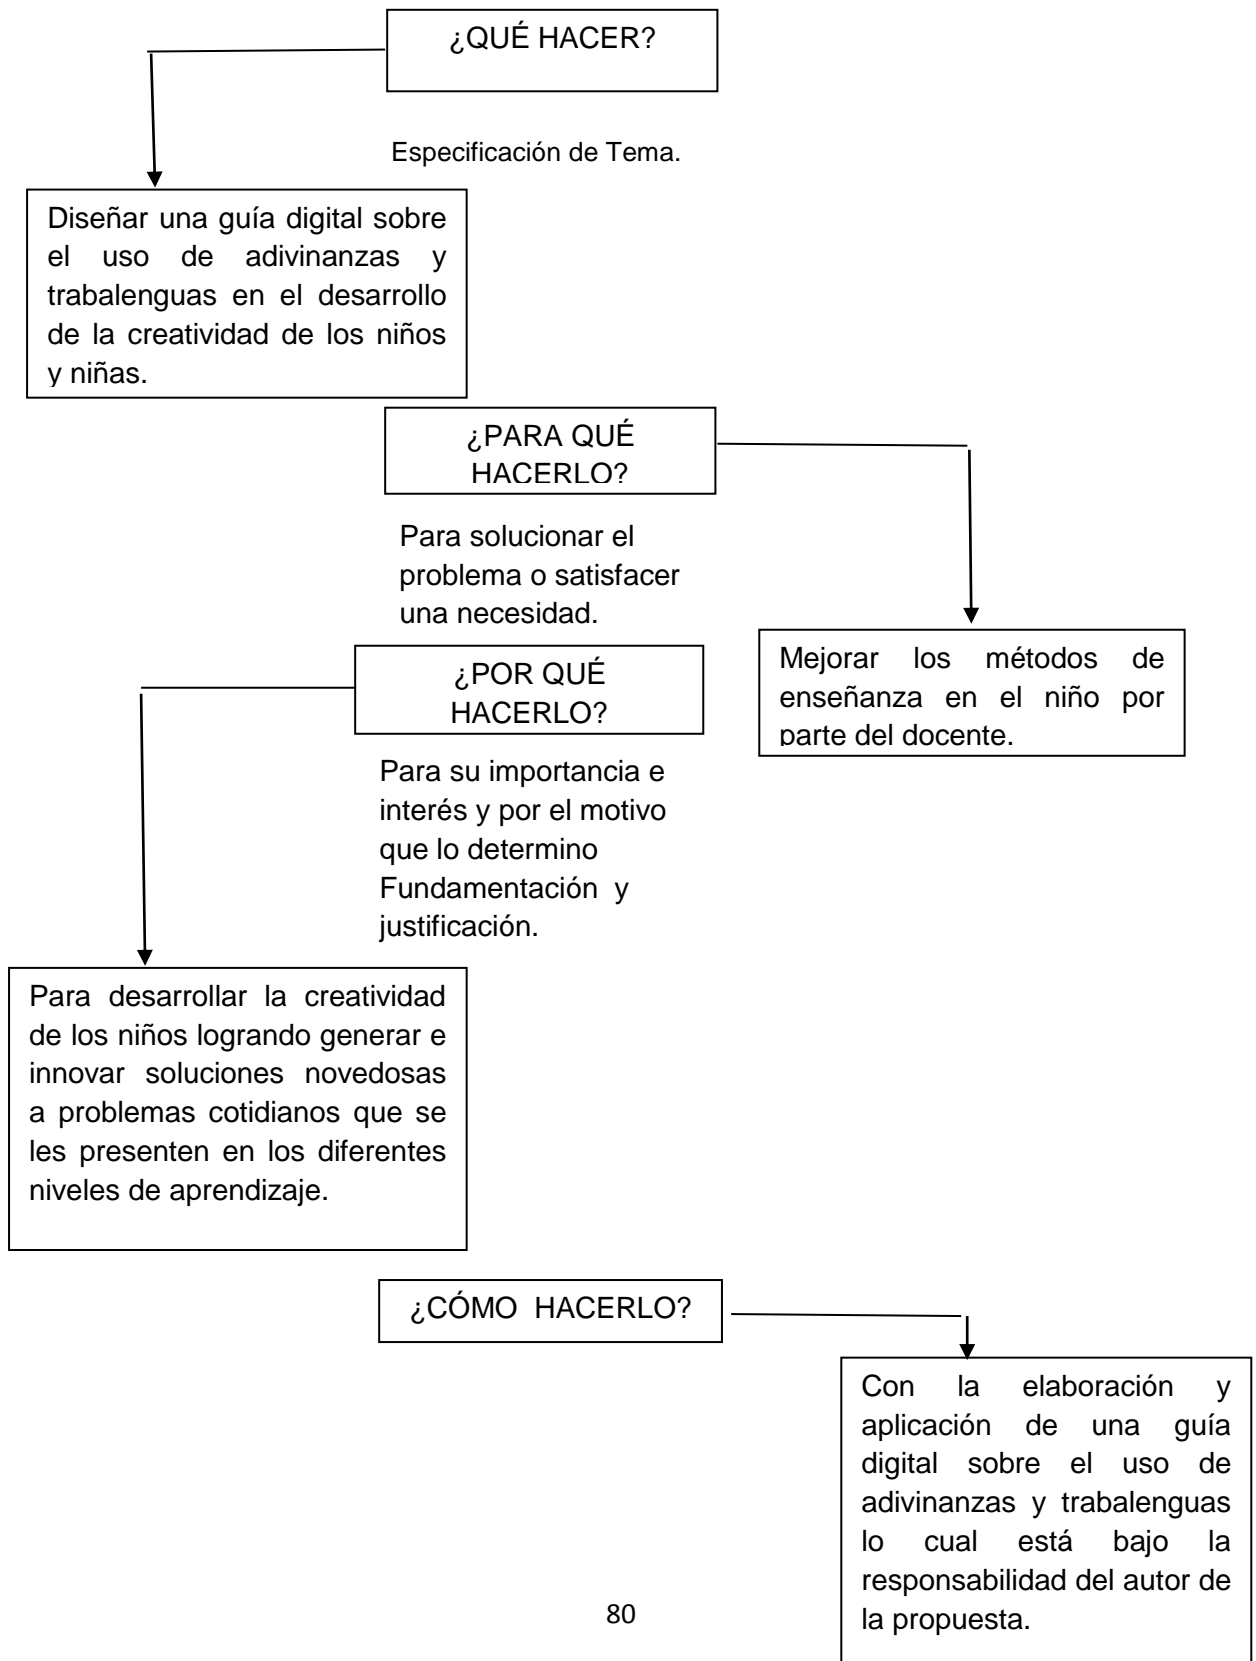 ¿QUÉ HACER?
Especificación de Tema.
Diseñar una guía digital sobre
el uso de adivinanzas y
trabalenguas en el desarrollo
de la creatividad de los niños
y niñas.
¿PARA QUÉ
HACERLO?
Para solucionar el
problema o satisfacer
una necesidad.
Mejorar los métodos de
enseñanza en el niño por
parte del docente.
¿POR QUÉ
HACERLO?
Para su importancia e
interés y por el motivo
que lo determino
Fundamentación y
justificación.
Para desarrollar la creatividad
de los niños logrando generar e
innovar soluciones novedosas
a problemas cotidianos que se
les presenten en los diferentes
niveles de aprendizaje.
¿CÓMO HACERLO?
Con la elaboración y
aplicación de una guía
digital sobre el uso de
adivinanzas y trabalenguas
lo cual está bajo la
responsabilidad del autor de
la propuesta.
80